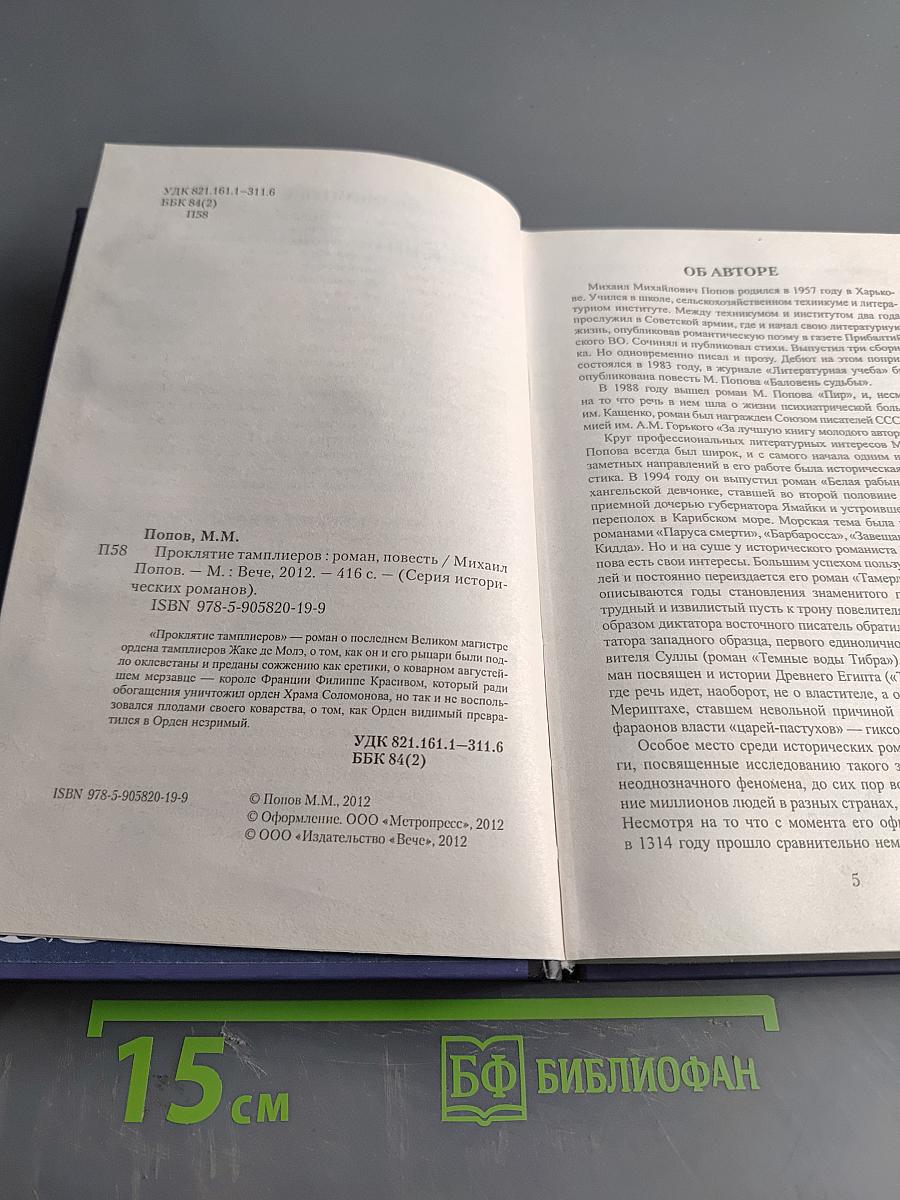 УДК 821.161.1–311.6
ББК 84(2)
П58
Попов, М.М.
П58 Проклятие тамплиеров : роман, повесть / Михаил
Попов. — М. : Вече, 2012. — 416 с. — (Серия истори-
ческих романов).
ISBN 978-5-905820-19-9
«Проклятие тамплиеров» — роман о последнем Великом магистре
ордена тамплиеров Жаке де Молэ, о том, как он и его рыцари были под-
ло оклеветаны и преданы сожжению как еретики, о коварном августей-
шем мерзавце — короле Франции Филиппе Красивом, который ради
обогащения уничтожил орден Храма Соломонова, но так и не восполь-
зовался плодами своего коварства, о том, как Орден видимый превра-
тился в Орден незримый.
УДК 821.161.1–311.6
ББК 84(2)
ISBN 978-5-905820-19-9
© Попов М.М., 2012
© Оформление. ООО «Метропресс», 2012
© ООО «Издательство «Вече», 2012
ОБ АВТОРЕ
Михаил Михайлович Попов родился в 1957 году в Харько-
ве. Учился в школе, сельскохозяйственном техникуме и литера-
турном институте. Между техникумом и институтом два года
прослужил в Советской армии, где и начал свою литературную
жизнь, опубликовав романтическую поэму в газете Прибалтий
ского ВО. Сочинял и публиковал стихи. Выпустил три сборн
ка. Но одновременно писал и прозу. Дебют на этом попри
состоялся в 1983 году, в журнале «Литературная учеба» б
опубликована повесть М. Попова «Баловень судьбы».
В 1988 году вышел роман М. Попова «Пир», и, несм
на то что речь в нем шла о жизни психиатрической боль
им. Кащенко, роман был награжден Союзом писателей ССС
мией им. А.М. Горького «За лучшую книгу молодого автор
Круг профессиональных литературных интересов М
Попова всегда был широк, и с самого начала одним и
заметных направлений в его работе была историческая
стика. В 1994 году он выпустил роман «Белая рабын
хангельской девчонке, ставшей во второй половине
приемной дочерью губернатора Ямайки и устроивше
переполох в Карибском море. Морская тема была
романами «Паруса смерти», «Барбаросса», «Завеща
Кидда». Но и на суше у исторического романиста
пова есть свои интересы. Большим успехом пользу
лей и постоянно переиздается его роман «Тамерл
описываются годы становления знаменитого п
трудный и извилистый пусть к трону повелителя
образом диктатора восточного писатель обратил
татора западного образца, первого единолично
вителя Суллы (роман «Темные воды Тибра»)
ман посвящен и истории Древнего Египта («Т
где речь идет, наоборот, не о властителе, а о
Мериптахе, ставшем невольной причиной
фараонов власти «царей-пастухов» — гиксо
Особое место среди исторических ром
ги, посвященные исследованию такого з
неоднозначного феномена, до сих пор во
ние миллионов людей в разных странах,
Несмотря на то что с момента его офи
в 1314 году прошло сравнительно нем
5
15 см
БФ БИБЛИОФАН